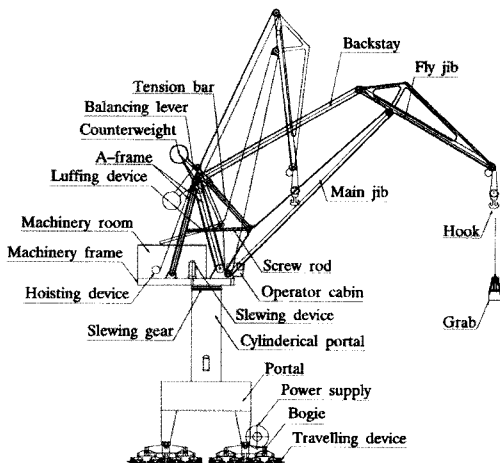 Backstay
Fly jib
Tension bar
Balancing lever
Counterweight
A-frame
Luffing device
Main jib
Machinery room
Hook
Machinery frame
Screw rod
Hoisting device
Operator cabin
Slewing device
Grab
Slewing gear
Cylinderical portal
Portal
Power supply
Bogie
Travelling device